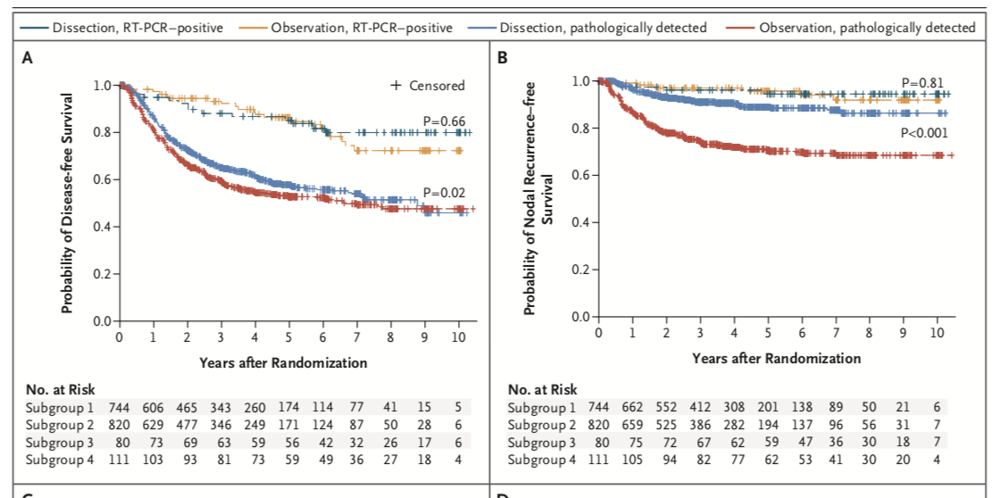 Dissection, RT-PCR–positive Observation, RT-PCR–positive Dissection, pathologically detected Observation, pathologically detected
A
Probability of Disease-free Survival
1.0
0.8
0.6
0.4
0.2
0.0
+ Censored
P=0.66
P=0.02
0 1 2 3 4 5 6 7 8 9 10
Years after Randomization
No. at Risk
Subgroup 1 744 606 465 343 260 174 114 77 41 15 5
Subgroup 2 820 629 477 346 249 171 124 87 50 28 6
Subgroup 3 80 73 69 63 59 56 42 32 26 17 6
Subgroup 4 111 103 93 81 73 59 49 36 27 18 4
B
Probability of Nodal Recurrence–free
Survival
1.0
0.8
0.6
0.4
0.2
0.0
P=0.81
P<0.001
0 1 2 3 4 5 6 7 8 9 10
Years after Randomization
No. at Risk
Subgroup 1 744 662 552 412 308 201 138 89 50 21 6
Subgroup 2 820 659 525 386 282 194 137 96 56 31 7
Subgroup 3 80 75 72 67 62 59 47 36 30 18 7
Subgroup 4 111 105 94 82 77 62 53 41 30 20 4